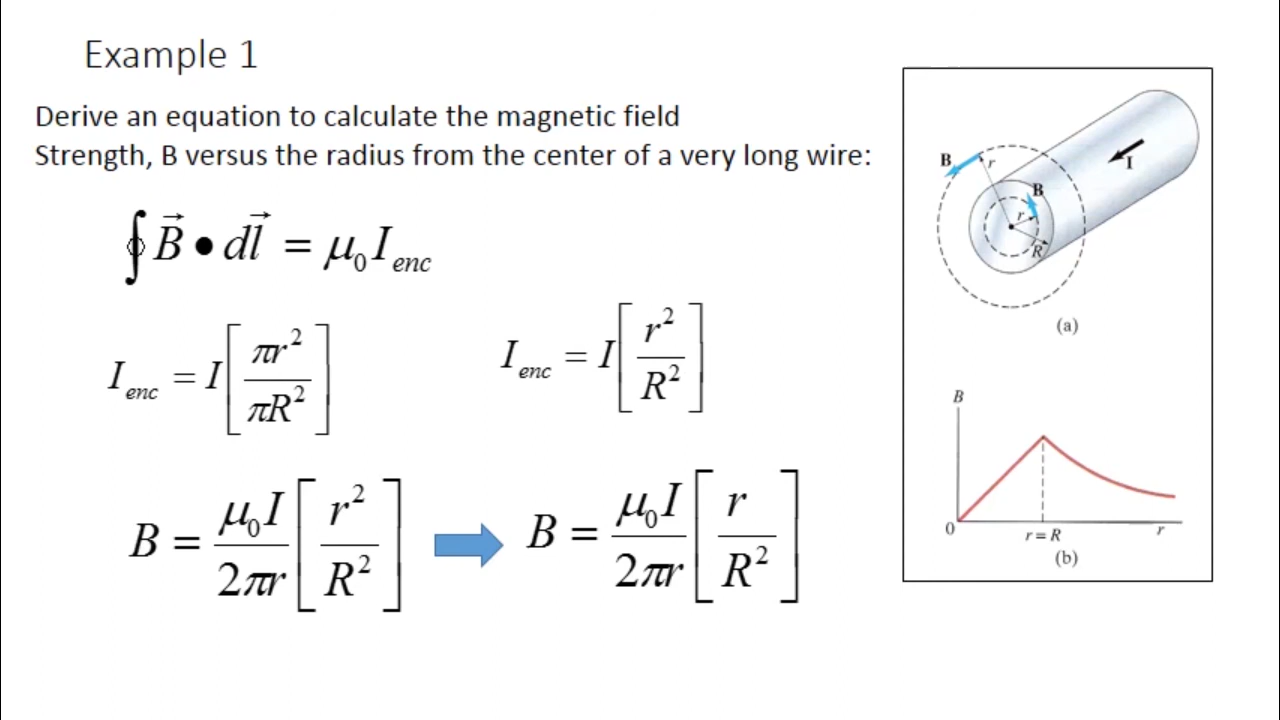 Example 1
Derive an equation to calculate the magnetic field
Strength, B versus the radius from the center of a very long wire:
∮ B⃗ • dl⃗ = μ₀I_enc
I_enc = I[πr²/πR²]
I_enc = I[r²/R²]
B = μ₀I/2πr [r²/R²]
B = μ₀I/2πr [r/R²]
B
r
B
r
R
I
(a)
B
0
r = R
r
(b)